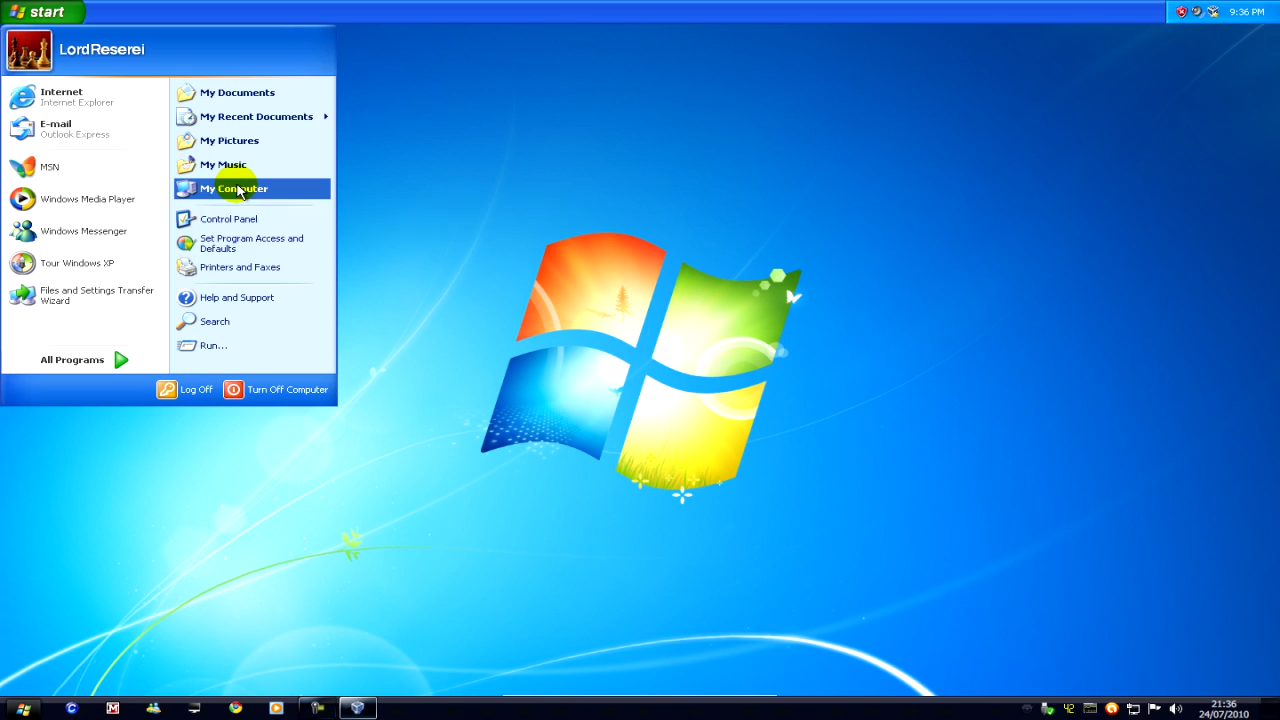 start
9:36 PM
LordReserei
Internet
Internet Explorer
E-mail
Outlook Express
MSN
Windows Media Player
Windows Messenger
Tour Windows XP
Files and Settings Transfer
Wizard
All Programs
My Documents
My Recent Documents
My Pictures
My Music
My Computer
Control Panel
Set Program Access and
Defaults
Printers and Faxes
Help and Support
Search
Run...
Log Off
Turn Off Computer
21:36
24/07/2010